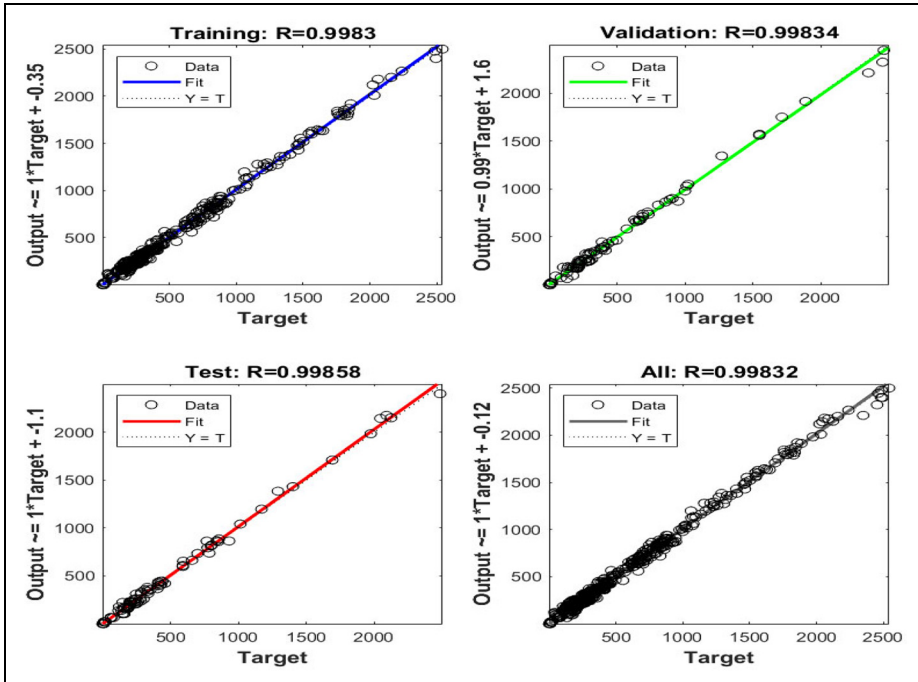 Training: R=0.9983
Output ~= 1*Target + -0.35
2500
2000
1500
1000
500
Data
Fit
Y = T
500 1000 1500 2000 2500
Target
Validation: R=0.99834
Output ~= 0.99*Target + 1.6
2000
1500
1000
500
Data
Fit
Y = T
500 1000 1500 2000
Target
Test: R=0.99858
Output ~= 1*Target + -1.1
2000
1500
1000
500
Data
Fit
Y = T
500 1000 1500 2000
Target
All: R=0.99832
Output ~= 1*Target + -0.12
2500
2000
1500
1000
500
Data
Fit
Y = T
500 1000 1500 2000 2500
Target